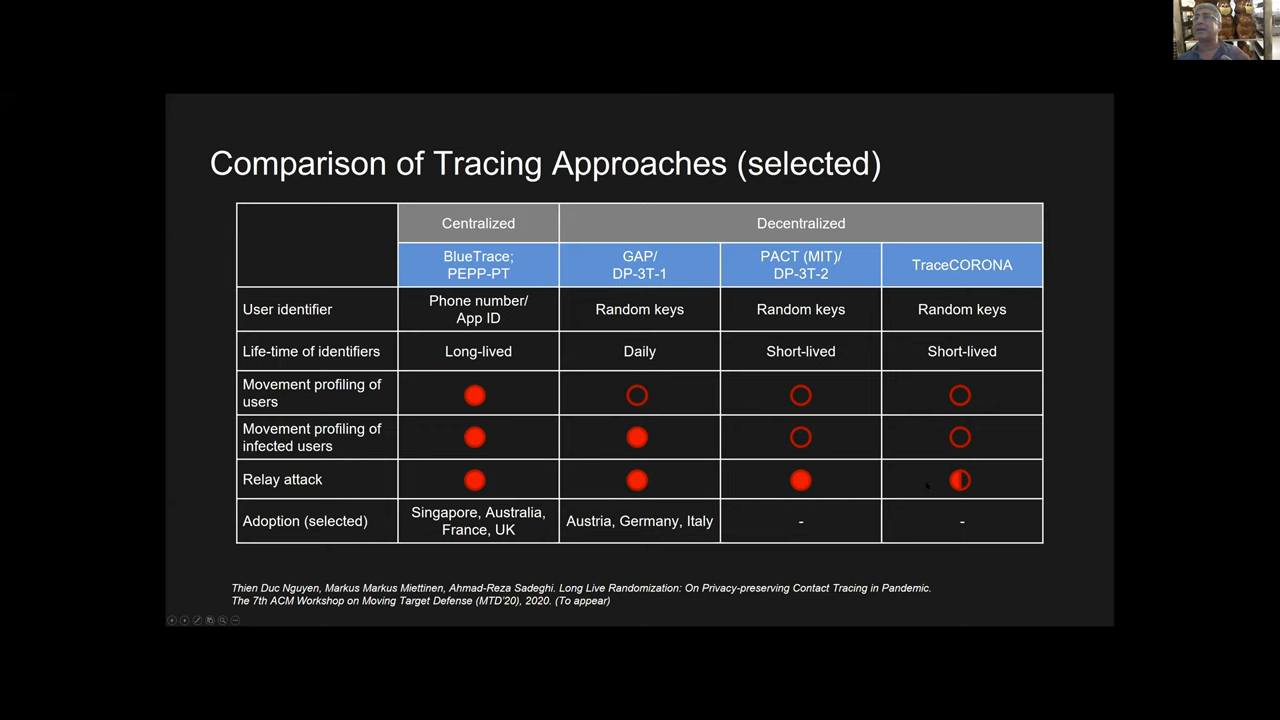 Comparison of Tracing Approaches (selected)
Centralized
Decentralized
BlueTrace;
PEPP-PT
GAP/
DP-3T-1
PACT (MIT)/
DP-3T-2
TraceCORONA
User identifier
Phone number/
App ID
Random keys
Random keys
Random keys
Life-time of identifiers
Long-lived
Daily
Short-lived
Short-lived
Movement profiling of
users
Movement profiling of
infected users
Relay attack
Adoption (selected)
Singapore, Australia,
France, UK
Austria, Germany, Italy
-
-
Thien Duc Nguyen, Markus Markus Miettinen, Ahmad-Reza Sadeghi. Long Live Randomization: On Privacy-preserving Contact Tracing in Pandemic.
The 7th ACM Workshop on Moving Target Defense (MTD'20), 2020. (To appear)